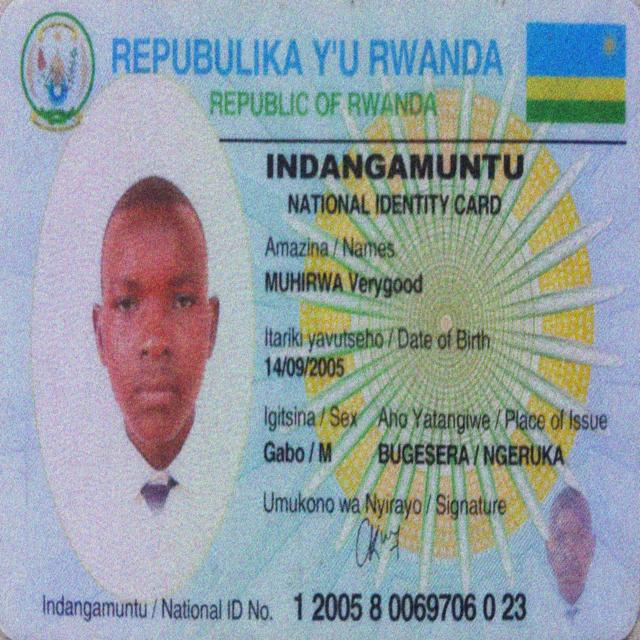 REPUBULIKA Y'U RWANDA
REPUBLIC OF RWANDA
INDANGAMUNTU
NATIONAL IDENTITY CARD
Amazina / Names
MUHIRWA Verygood
Itariki yavutseho / Date of Birth
14/09/2005
Igitsina / Sex Aho Yatangiwe / Place of Issue
Gabo / M BUGESERA / NGERUKA
Umukono wa Nyirayo / Signature
Indangamuntu / National ID No. 1 2005 8 0069706 0 23